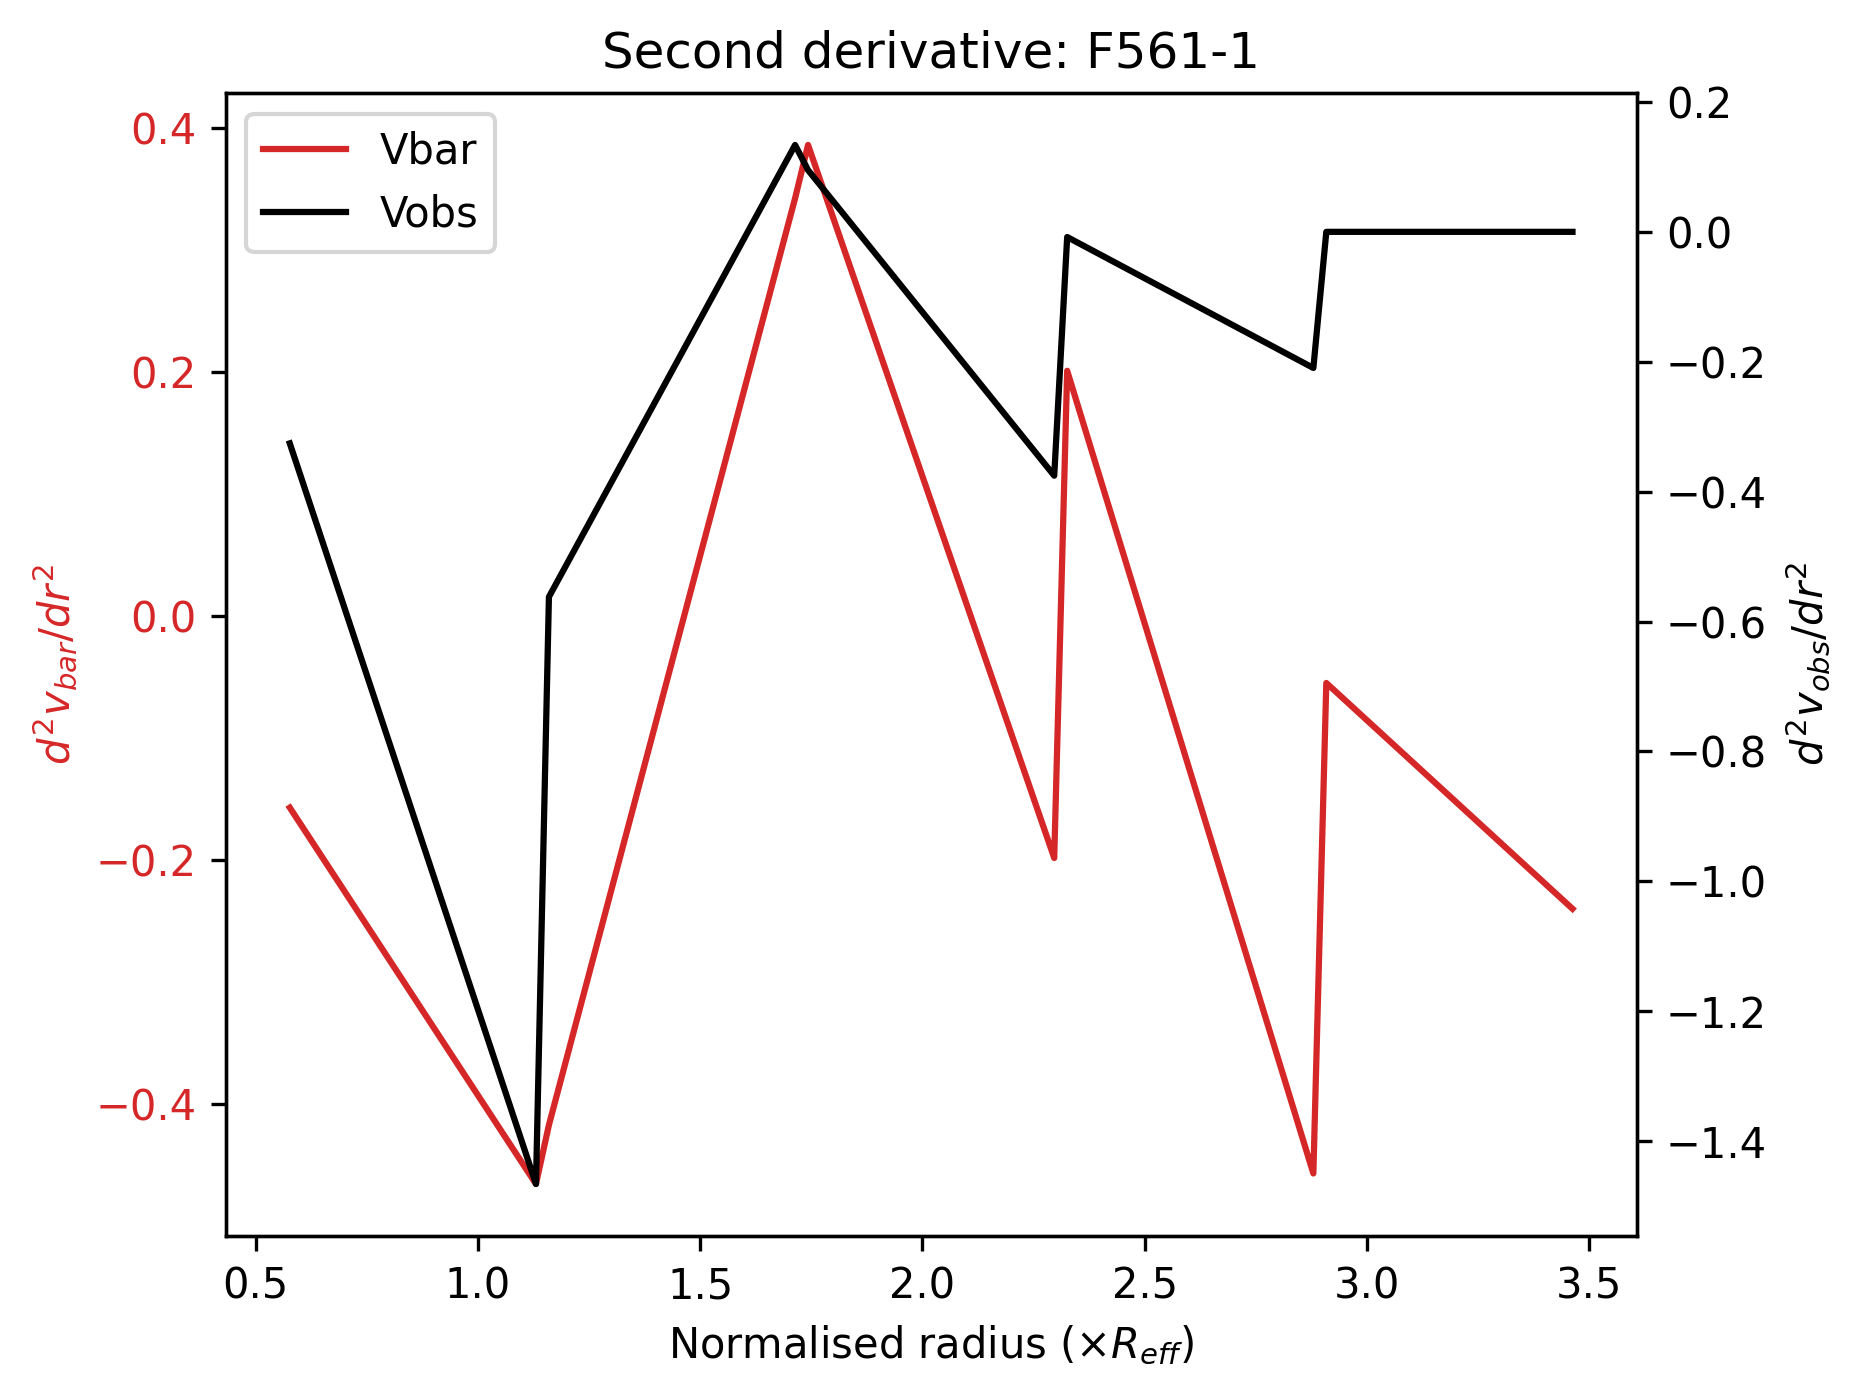 Second derivative: F561-1
Vbar
Vobs
0.4
0.2
0.0
−0.2
−0.4
d²v_bar/dr²
0.2
0.0
−0.2
−0.4
−0.6
−0.8
−1.0
−1.2
−1.4
d²v_obs/dr²
0.5 1.0 1.5 2.0 2.5 3.0 3.5
Normalised radius (×R_eff)